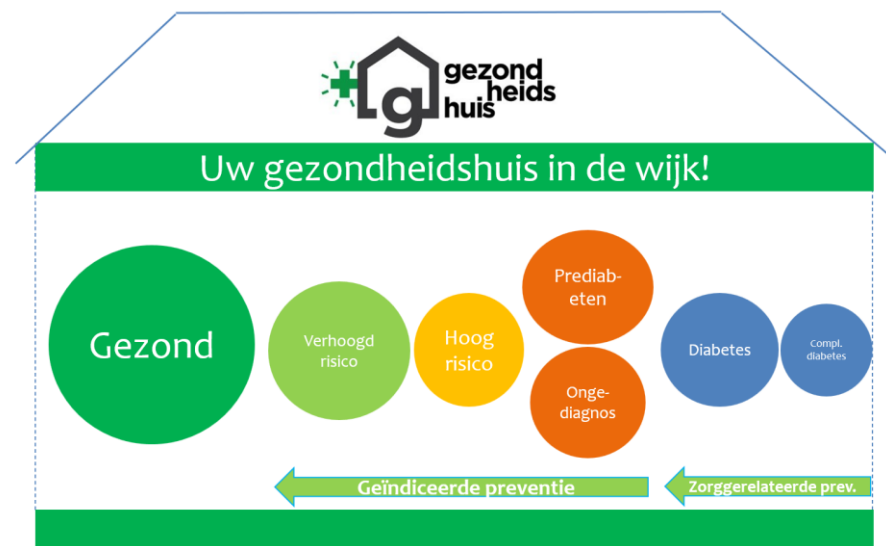 gezond
heids
huis
g
Uw gezondheidshuis in de wijk!
Gezond
Verhoogd
risico
Hoog
risico
Prediab-
eten
Onge-
diagnos
Diabetes
Compl.
diabetes
Geïndiceerde preventie
Zorggerelateerde prev.